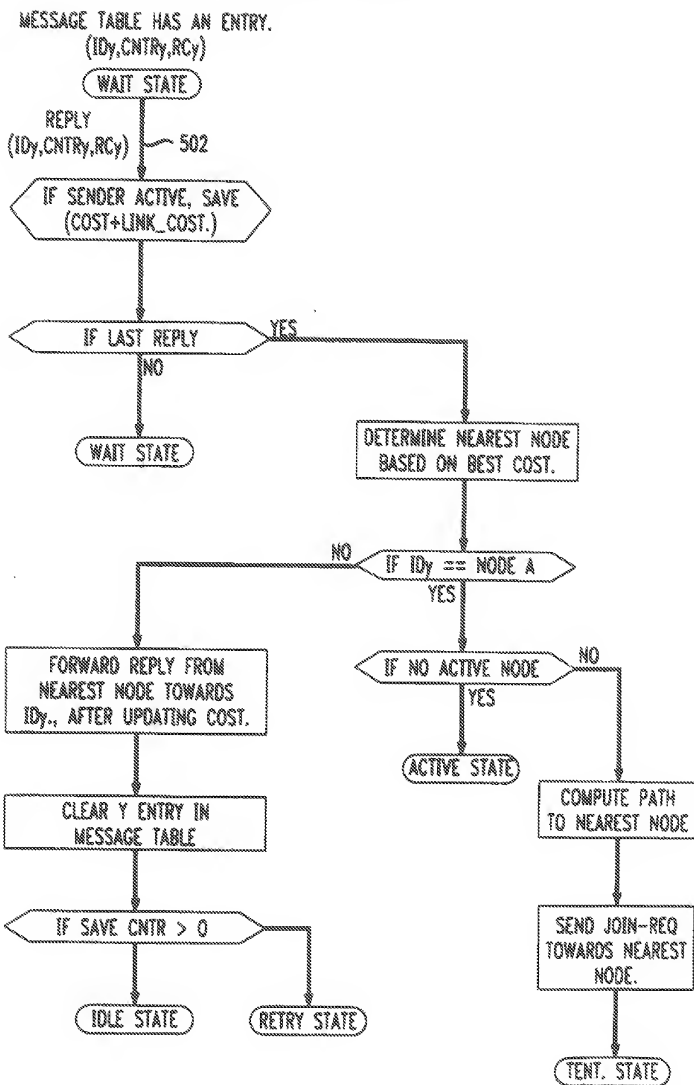 MESSAGE TABLE HAS AN ENTRY.
(IDy,CNTRy,RCy)
WAIT STATE
REPLY
(IDy,CNTRy,RCy)
502
IF SENDER ACTIVE, SAVE
(COST+LINK_COST.)
IF LAST REPLY
YES
NO
WAIT STATE
DETERMINE NEAREST NODE
BASED ON BEST COST.
NO
IF IDy == NODE A
YES
FORWARD REPLY FROM
NEAREST NODE TOWARDS
IDy., AFTER UPDATING COST.
IF NO ACTIVE NODE
NO
YES
ACTIVE STATE
COMPUTE PATH
TO NEAREST NODE
CLEAR Y ENTRY IN
MESSAGE TABLE
IF SAVE CNTR > 0
SEND JOIN-REQ
TOWARDS NEAREST
NODE.
IDLE STATE
RETRY STATE
TENT. STATE